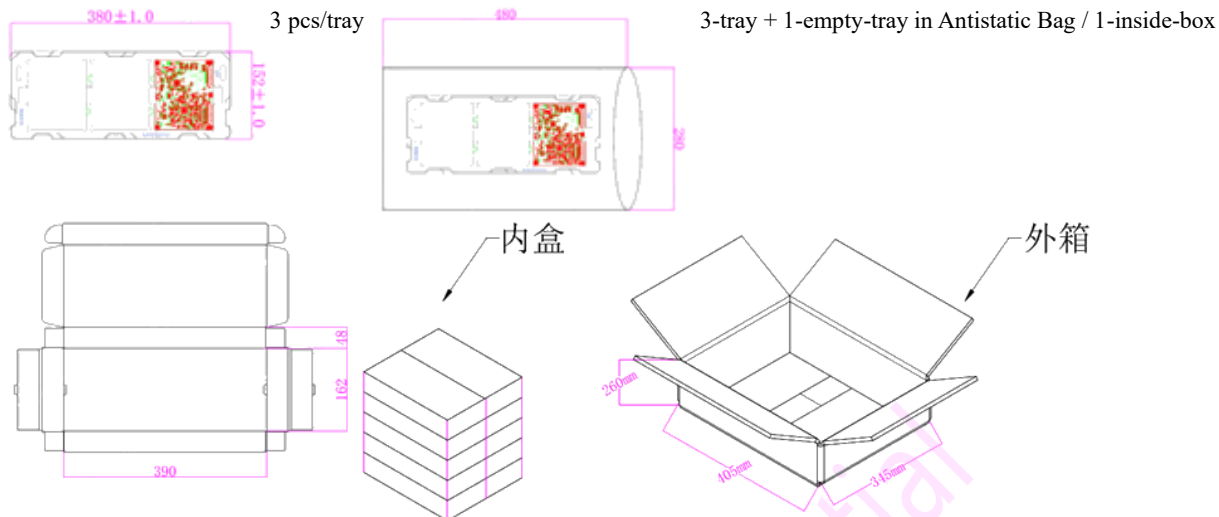 380±1.0
3 pcs/tray
480
3-tray + 1-empty-tray in Antistatic Bag / 1-inside-box
152±1.0
280
内盒
外箱
48
162
390
260mm
405mm
345mm